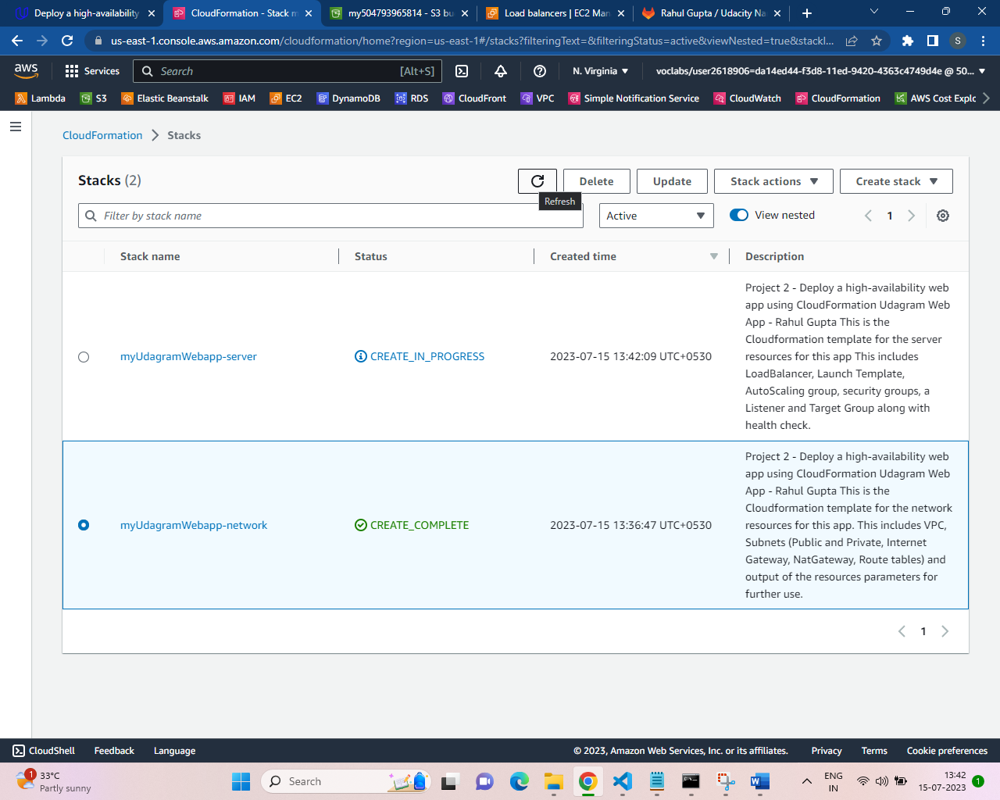 Deploy a high-availability
CloudFormation - Stack m
my504793965814 - S3 bu
Load balancers | EC2 Man
Rahul Gupta / Udacity Na
us-east-1.console.aws.amazon.com/cloudformation/home?region=us-east-1#/stacks?filteringText=&filteringStatus=active&viewNested=true&stackI...
S
aws
Services
Search
[Alt+S]
N. Virginia
voclabs/user2618906=da14ed44-f3d8-11ed-9420-4363c4749d4e @ 50...
Lambda
S3
Elastic Beanstalk
IAM
EC2
DynamoDB
RDS
CloudFront
VPC
Simple Notification Service
CloudWatch
CloudFormation
AWS Cost Explo
CloudFormation
Stacks
Stacks (2)
Delete
Update
Stack actions
Create stack
Refresh
Filter by stack name
Active
View nested
1
Stack name
Status
Created time
Description
myUdagramWebapp-server
CREATE_IN_PROGRESS
2023-07-15 13:42:09 UTC+0530
Project 2 - Deploy a high-availability web
app using CloudFormation Udagram Web
App - Rahul Gupta This is the
Cloudformation template for the server
resources for this app This includes
LoadBalancer, Launch Template,
AutoScaling group, security groups, a
Listener and Target Group along with
health check.
myUdagramWebapp-network
CREATE_COMPLETE
2023-07-15 13:36:47 UTC+0530
Project 2 - Deploy a high-availability web
app using CloudFormation Udagram Web
App - Rahul Gupta This is the
Cloudformation template for the network
resources for this app. This includes VPC,
Subnets (Public and Private, Internet
Gateway, NatGateway, Route tables) and
output of the resources parameters for
further use.
1
CloudShell
Feedback
Language
© 2023, Amazon Web Services, Inc. or its affiliates.
Privacy
Terms
Cookie preferences
1
33°C
Partly sunny
Search
ENG
IN
13:42
15-07-2023
1